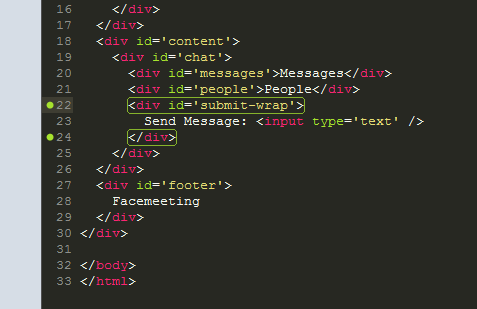 16 </div>
17 </div>
18 <div id='content'>
19 <div id='chat'>
20 <div id='messages'>Messages</div>
21 <div id='people'>People</div>
22 <div id='submit-wrap'>
23 Send Message: <input type='text' />
24 </div>
25 </div>
26 </div>
27 <div id='footer'>
28 Facemeeting
29 </div>
30 </div>
31
32 </body>
33 </html>